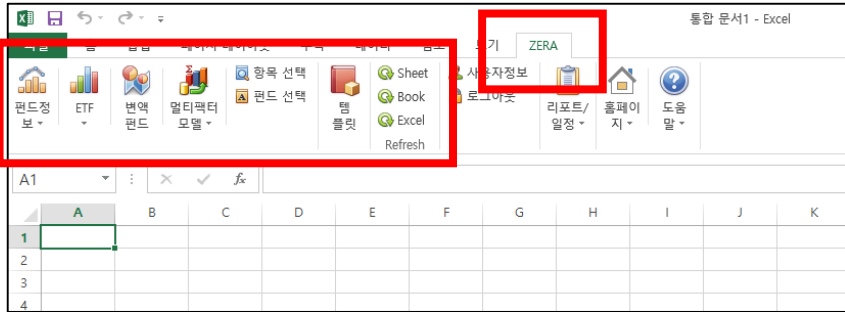 통합 문서1 - Excel
ZERA
펀드정보
ETF
변액 펀드
멀티팩터 모델
항목 선택
펀드 선택
템플릿
Sheet
Book
Excel
Refresh
사용자정보
로그아웃
리포트/일정
홈페이지
도움말
A1
fx
A B C D E F G H I J K
1
2
3
4